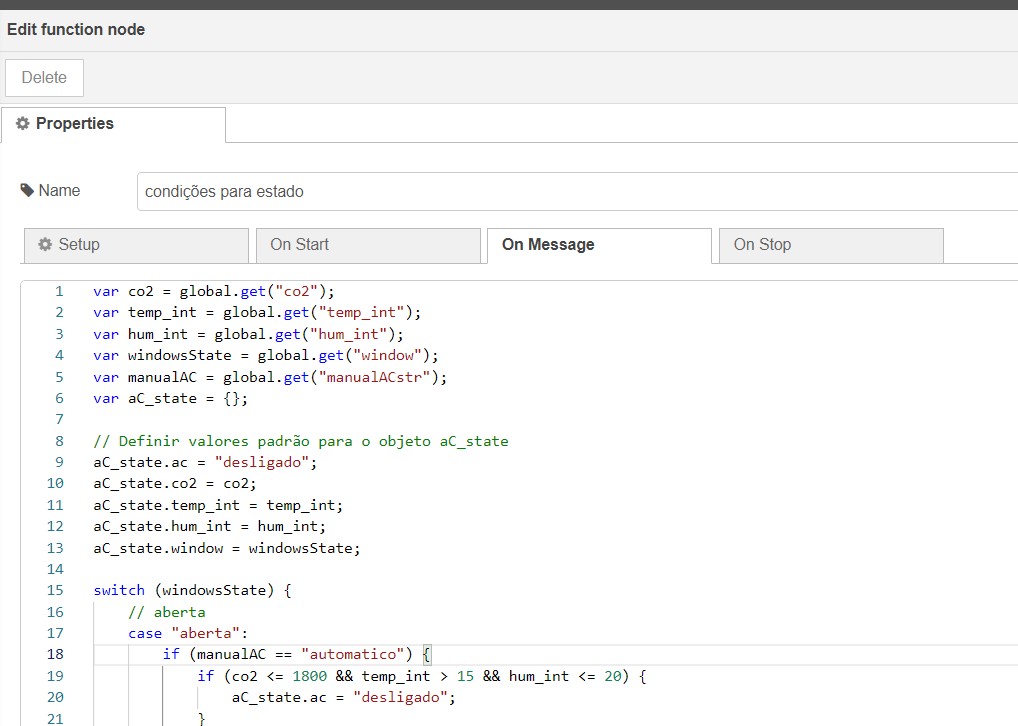 Edit function node
Delete
Properties
Name
condições para estado
Setup On Start On Message On Stop
1 var co2 = global.get("co2");
2 var temp_int = global.get("temp_int");
3 var hum_int = global.get("hum_int");
4 var windowsState = global.get("window");
5 var manualAC = global.get("manualACstr");
6 var aC_state = {};
7
8 // Definir valores padrão para o objeto aC_state
9 aC_state.ac = "desligado";
10 aC_state.co2 = co2;
11 aC_state.temp_int = temp_int;
12 aC_state.hum_int = hum_int;
13 aC_state.window = windowsState;
14
15 switch (windowsState) {
16 // aberta
17 case "aberta":
18 if (manualAC == "automatico") {
19 if (co2 <= 1800 && temp_int > 15 && hum_int <= 20) {
20 aC_state.ac = "desligado";
21 }